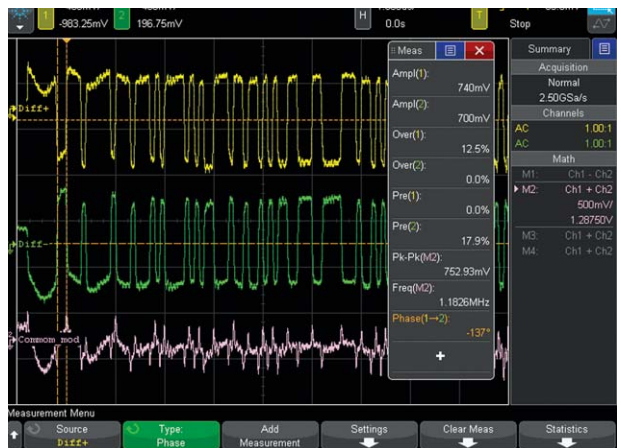 1
-983.25mV
2
196.75mV
H
0.0s
T
Stop
Meas
Ampl(1):
740mV
Ampl(2):
700mV
Over(1):
12.5%
Over(2):
0.0%
Pre(1):
0.0%
Pre(2):
17.9%
Pk-Pk(M2):
752.93mV
Freq(M2):
1.1826MHz
Phase(1→2):
-137°
+
Summary
Acquisition
Normal
2.50GSa/s
Channels
AC 1.00:1
AC 1.00:1
Math
M1: Ch1 - Ch2
M2: Ch1 + Ch2
500mV/
1.28750V
M3: Ch1 + Ch2
M4: Ch1 + Ch2
Diff+
Diff-
Common mod
Measurement Menu
Source
Diff+
Type:
Phase
Add
Measurement
Settings
Clear Meas
Statistics